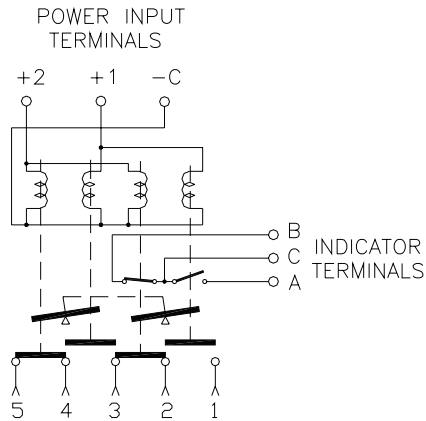 POWER INPUT
TERMINALS
+2 +1 -C
B
C
A
INDICATOR
TERMINALS
5 4 3 2 1